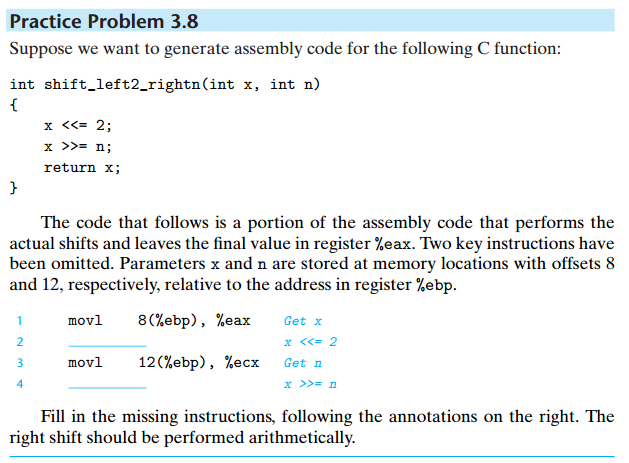 Practice Problem 3.8
Suppose we want to generate assembly code for the following C function:
int shift_left2_rightn(int x, int n)
{
x <<= 2;
x >>= n;
return x;
}
The code that follows is a portion of the assembly code that performs the
actual shifts and leaves the final value in register %eax. Two key instructions have
been omitted. Parameters x and n are stored at memory locations with offsets 8
and 12, respectively, relative to the address in register %ebp.
1 movl 8(%ebp), %eax Get x
2 ____________ x <<= 2
3 movl 12(%ebp), %ecx Get n
4 ____________ x >>= n
Fill in the missing instructions, following the annotations on the right. The
right shift should be performed arithmetically.